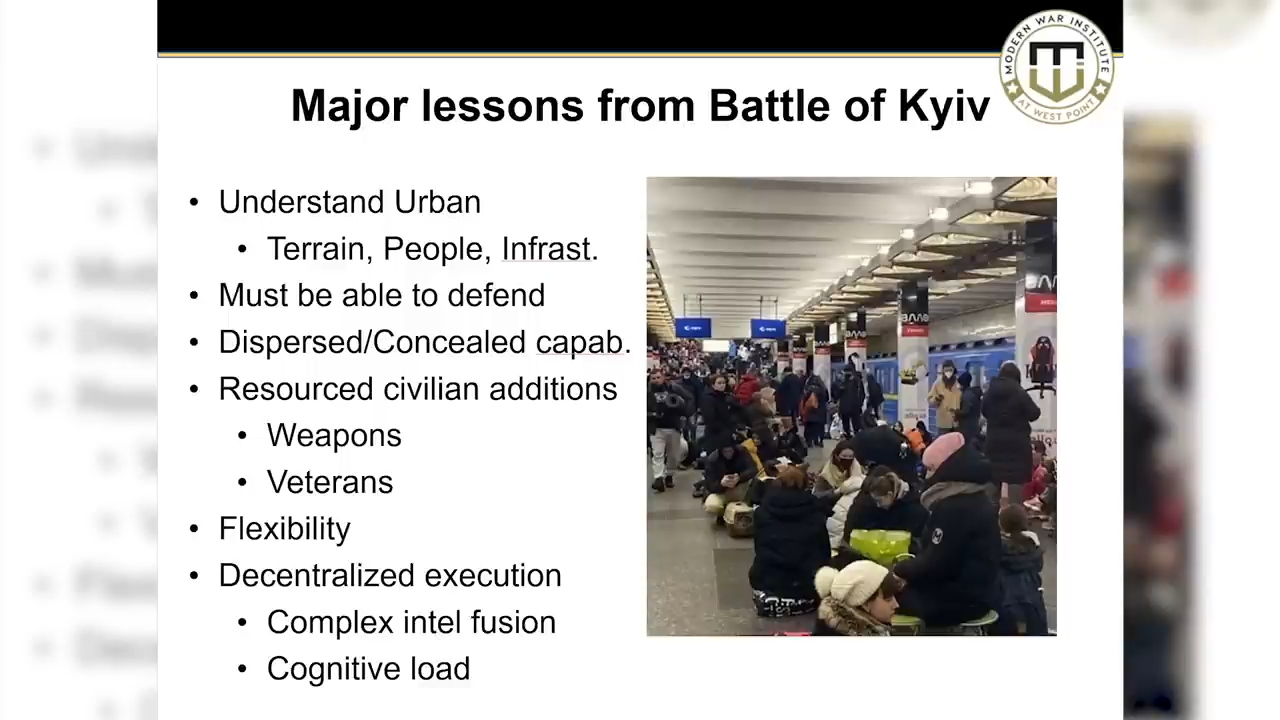 MODERN WAR INSTITUTE
AT WEST POINT
Major lessons from Battle of Kyiv
• Understand Urban
• Terrain, People, Infrast.
• Must be able to defend
• Dispersed/Concealed capab.
• Resourced civilian additions
• Weapons
• Veterans
• Flexibility
• Decentralized execution
• Complex intel fusion
• Cognitive load